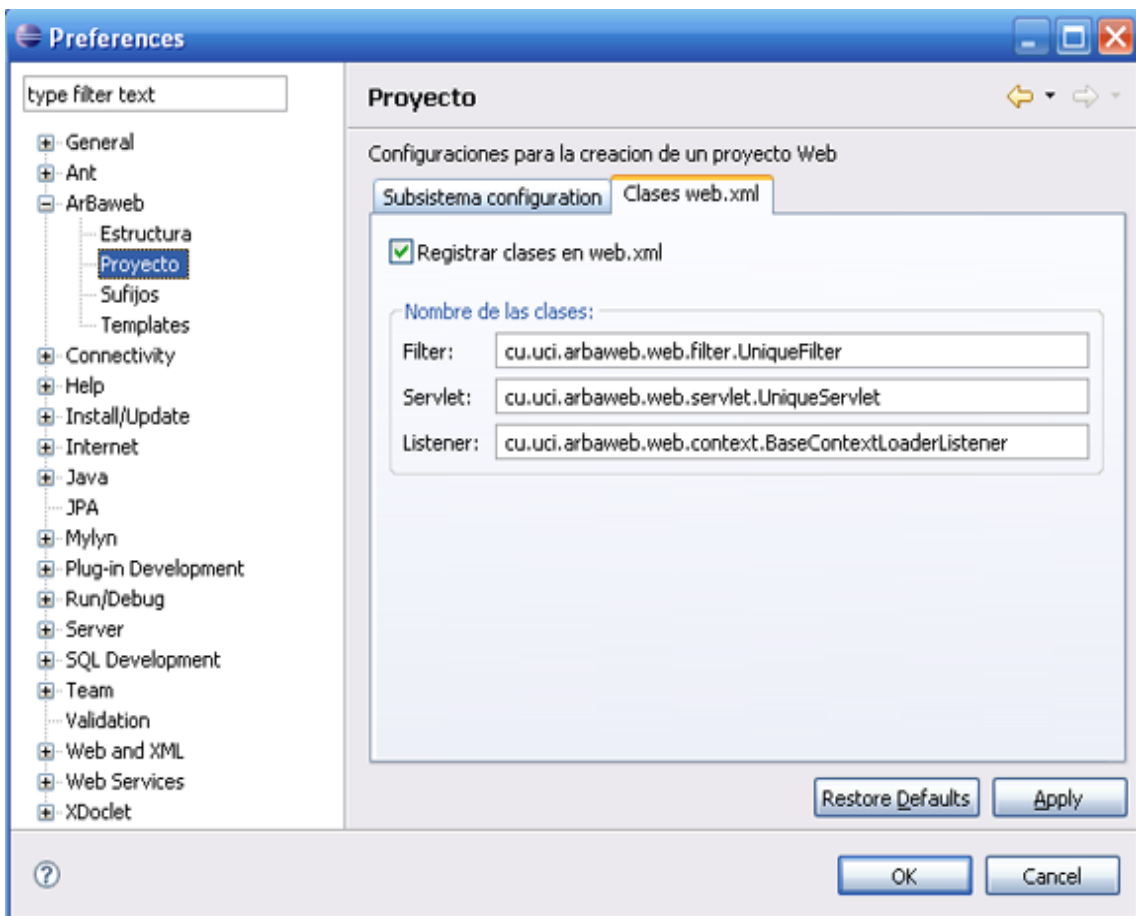 Preferences
type filter text
General
Ant
ArBaweb
Estructura
Proyecto
Sufijos
Templates
Connectivity
Help
Install/Update
Internet
Java
JPA
Mylyn
Plug-in Development
Run/Debug
Server
SQL Development
Team
Validation
Web and XML
Web Services
XDoclet
Proyecto
Configuraciones para la creacion de un proyecto Web
Subsistema configuration Clases web.xml
Registrar clases en web.xml
Nombre de las clases:
Filter: cu.uci.arbaweb.web.filter.UniqueFilter
Servlet: cu.uci.arbaweb.web.servlet.UniqueServlet
Listener: cu.uci.arbaweb.web.context.BaseContextLoaderListener
Restore Defaults Apply
OK Cancel